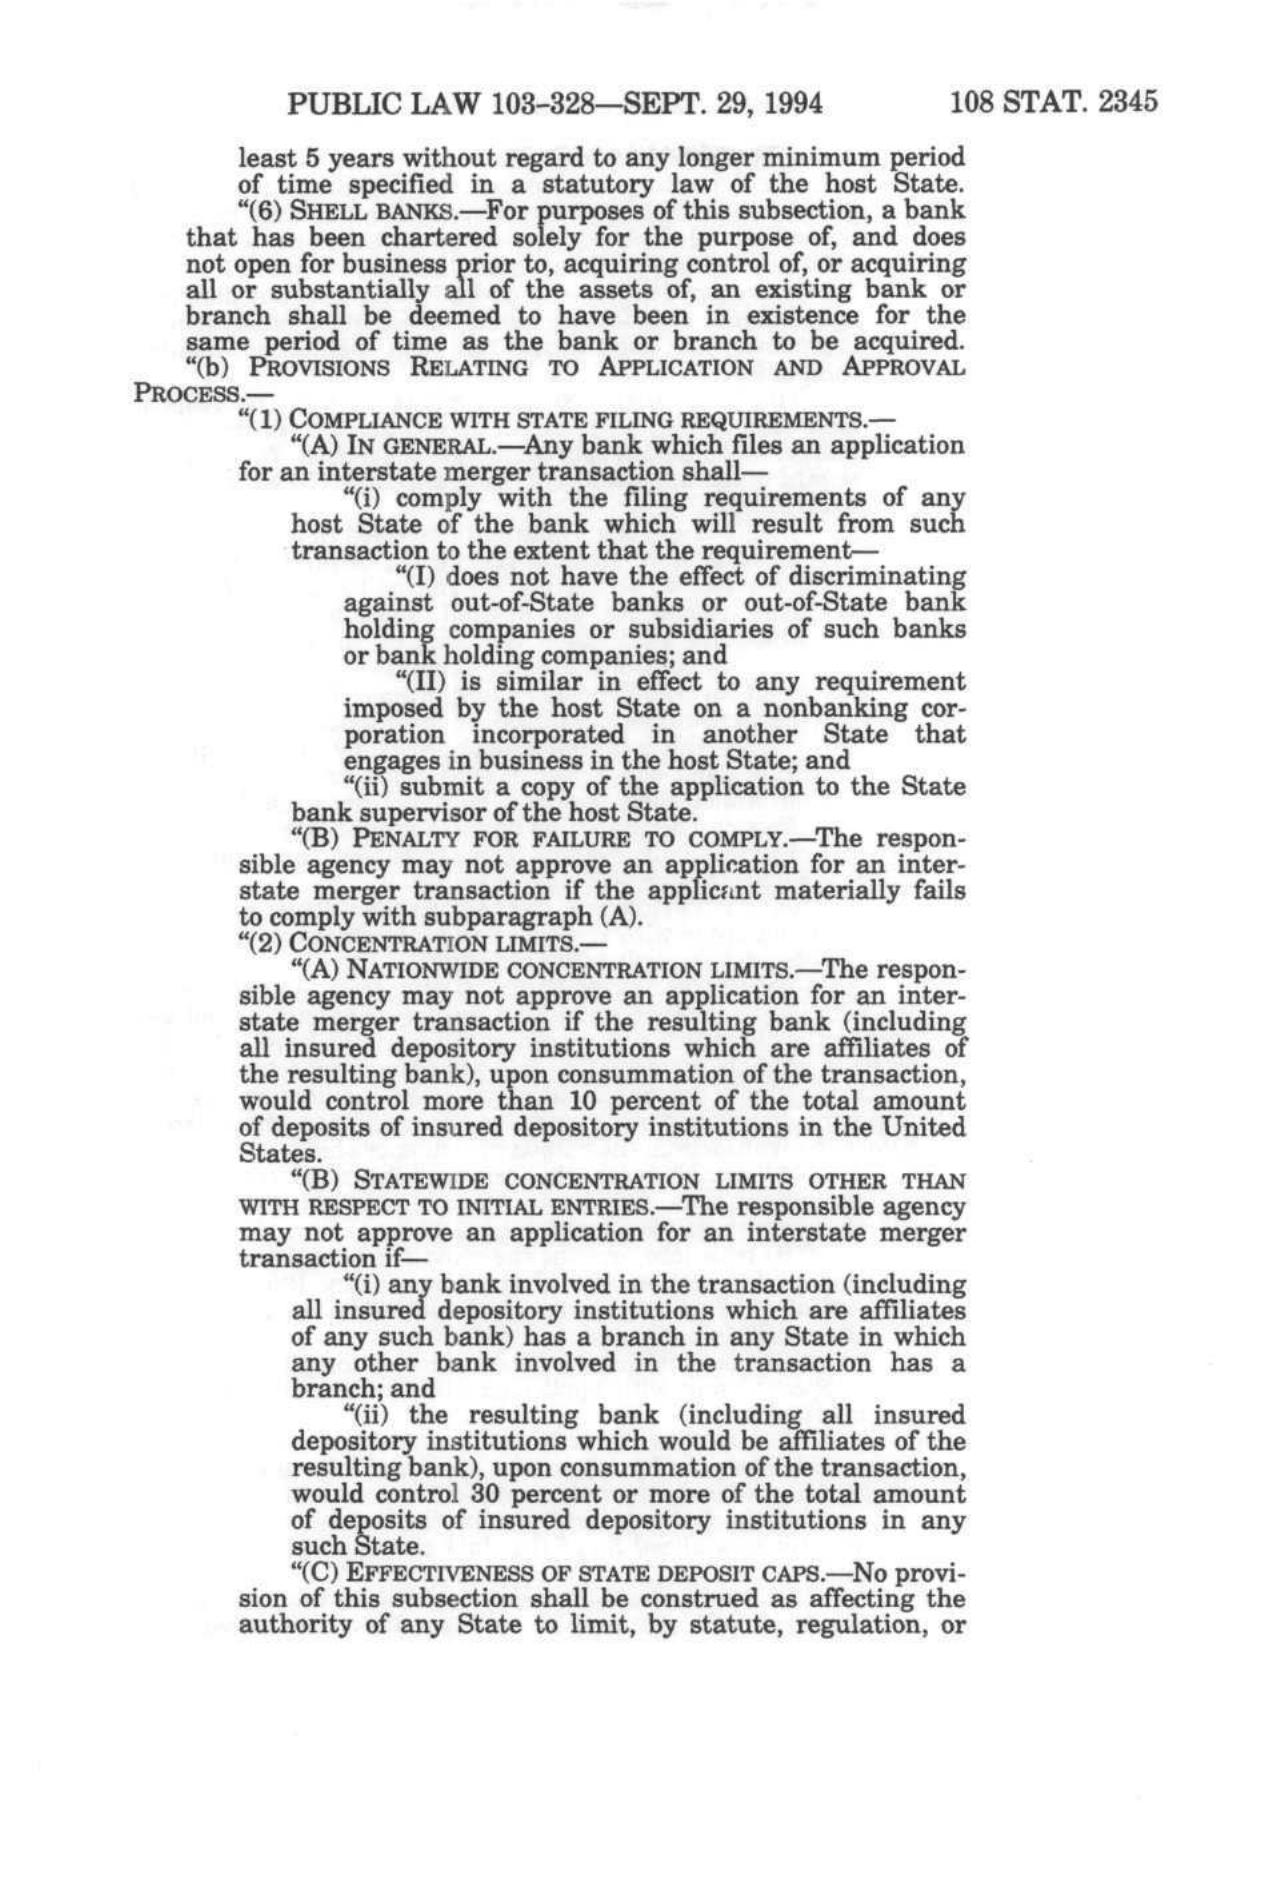 PUBLIC LAW 103–328—SEPT. 29, 1994 108 STAT. 2345
least 5 years without regard to any longer minimum period
of time specified in a statutory law of the host State.
“(6) SHELL BANKS.—For purposes of this subsection, a bank
that has been chartered solely for the purpose of, and does
not open for business prior to, acquiring control of, or acquiring
all or substantially all of the assets of, an existing bank or
branch shall be deemed to have been in existence for the
same period of time as the bank or branch to be acquired.
“(b) PROVISIONS RELATING TO APPLICATION AND APPROVAL
PROCESS.—
“(1) COMPLIANCE WITH STATE FILING REQUIREMENTS.—
“(A) IN GENERAL.—Any bank which files an application
for an interstate merger transaction shall—
“(i) comply with the filing requirements of any
host State of the bank which will result from such
transaction to the extent that the requirement—
“(I) does not have the effect of discriminating
against out-of-State banks or out-of-State bank
holding companies or subsidiaries of such banks
or bank holding companies; and
“(II) is similar in effect to any requirement
imposed by the host State on a nonbanking cor-
poration incorporated in another State that
engages in business in the host State; and
“(ii) submit a copy of the application to the State
bank supervisor of the host State.
“(B) PENALTY FOR FAILURE TO COMPLY.—The respon-
sible agency may not approve an application for an inter-
state merger transaction if the applicant materially fails
to comply with subparagraph (A).
“(2) CONCENTRATION LIMITS.—
“(A) NATIONWIDE CONCENTRATION LIMITS.—The respon-
sible agency may not approve an application for an inter-
state merger transaction if the resulting bank (including
all insured depository institutions which are affiliates of
the resulting bank), upon consummation of the transaction,
would control more than 10 percent of the total amount
of deposits of insured depository institutions in the United
States.
“(B) STATEWIDE CONCENTRATION LIMITS OTHER THAN
WITH RESPECT TO INITIAL ENTRIES.—The responsible agency
may not approve an application for an interstate merger
transaction if—
“(i) any bank involved in the transaction (including
all insured depository institutions which are affiliates
of any such bank) has a branch in any State in which
any other bank involved in the transaction has a
branch; and
“(ii) the resulting bank (including all insured
depository institutions which would be affiliates of the
resulting bank), upon consummation of the transaction,
would control 30 percent or more of the total amount
of deposits of insured depository institutions in any
such State.
“(C) EFFECTIVENESS OF STATE DEPOSIT CAPS.—No provi-
sion of this subsection shall be construed as affecting the
authority of any State to limit, by statute, regulation, or